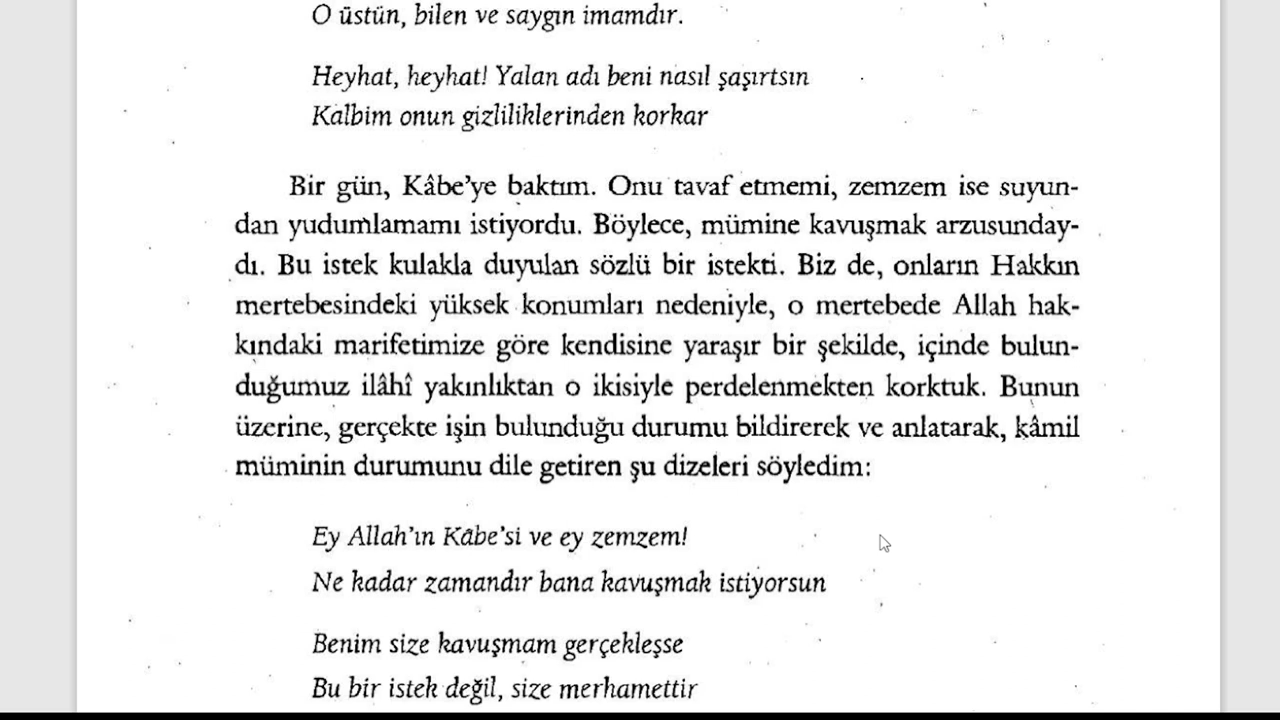 O üstün, bilen ve saygın imamdır.
Heyhat, heyhat! Yalan adı beni nasıl şaşırtsın
Kalbim onun gizliliklerinden korkar
Bir gün, Kâbe'ye baktım. Onu tavaf etmemi, zemzem ise suyun-
dan yudumlamamı istiyordu. Böylece, mümine kavuşmak arzusunday-
dı. Bu istek kulakla duyulan sözlü bir istekti. Biz de, onların Hakkın
mertebesindeki yüksek konumları nedeniyle, o mertebede Allah hak-
kındaki marifetimize göre kendisine yaraşır bir şekilde, içinde bulun-
duğumuz ilâhî yakınlıktan o ikisiyle perdelenmekten korktuk. Bunun
üzerine, gerçekte işin bulunduğu durumu bildirerek ve anlatarak, kâmil
müminin durumunu dile getiren şu dizeleri söyledim:
Ey Allah'ın Kâbe'si ve ey zemzem!
Ne kadar zamandır bana kavuşmak istiyorsun
Benim size kavuşmam gerçekleşse
Bu bir istek değil, size merhamettir